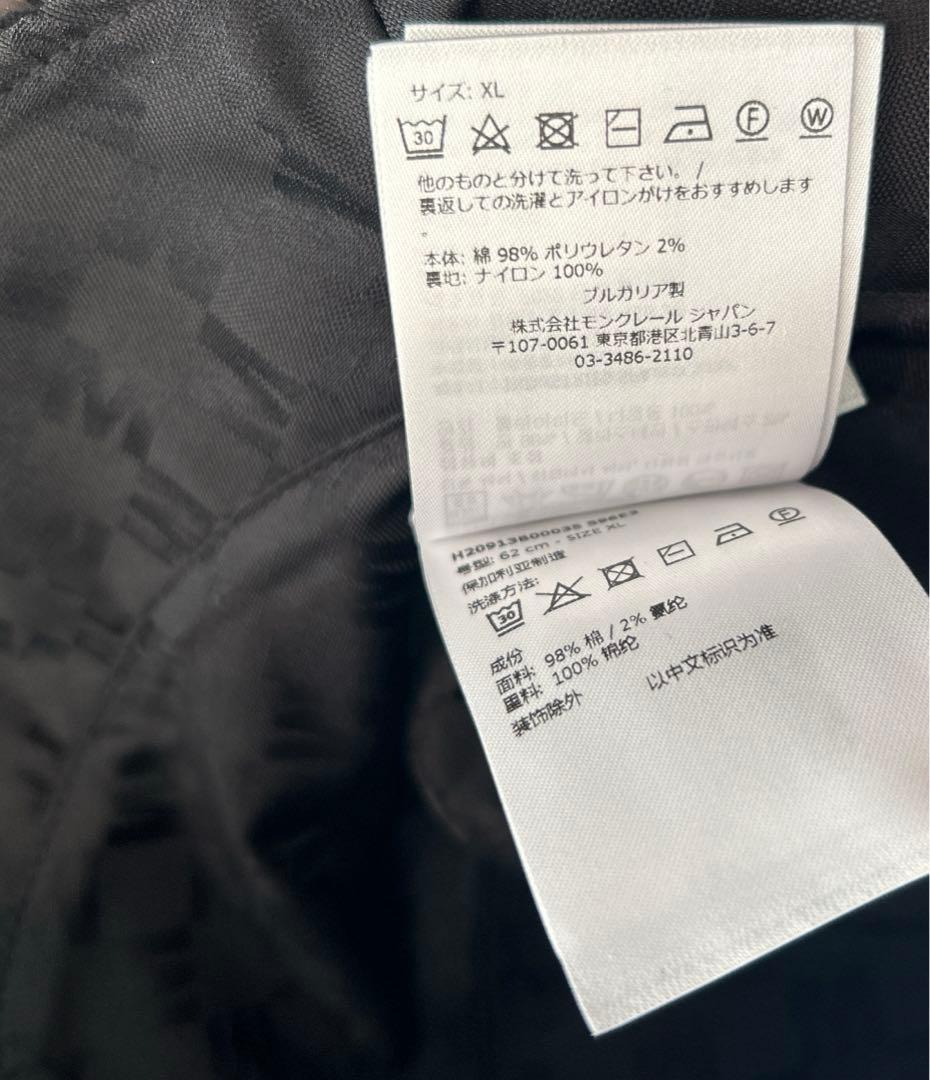 サイズ: XL
30 F W
他のものと分けて洗って下さい。 /
裏返しての洗濯とアイロンがけをおすすめします
。
本体: 綿 98% ポリウレタン 2%
裏地: ナイロン 100%
ブルガリア製
株式会社モンクレール ジャパン
〒107-0061 東京都港区北青山3-6-7
03-3486-2110
H20913B00035
号型: 62 cm - SIZE XL
保加利亚制造
洗涤方法:
30 F
成份
面料: 98% 棉 / 2% 氨纶
里料: 100% 锦纶
装饰除外
以中文标识为准